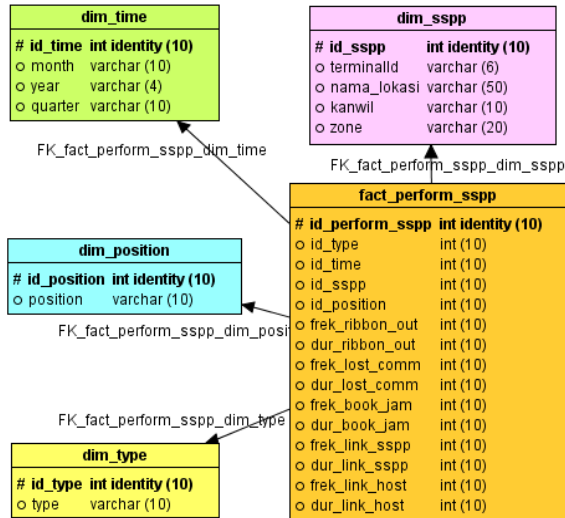 dim_time
# id_time int identity (10)
o month varchar (10)
o year varchar (4)
o quarter varchar (10)
dim_sspp
# id_sspp int identity (10)
o terminalId varchar (6)
o nama_lokasi varchar (50)
o kanwil varchar (10)
o zone varchar (20)
FK_fact_perform_sspp_dim_time
FK_fact_perform_sspp_dim_sspp
fact_perform_sspp
# id_perform_sspp int identity (10)
o id_type int (10)
o id_time int (10)
o id_sspp int (10)
o id_position int (10)
o frek_ribbon_out int (10)
o dur_ribbon_out int (10)
o frek_lost_comm int (10)
o dur_lost_comm int (10)
o frek_book_jam int (10)
o dur_book_jam int (10)
o frek_link_sspp int (10)
o dur_link_sspp int (10)
o frek_link_host int (10)
o dur_link_host int (10)
dim_position
# id_position int identity (10)
o position varchar (10)
FK_fact_perform_sspp_dim_posit
FK_fact_perform_sspp_dim_type
dim_type
# id_type int identity (10)
o type varchar (10)